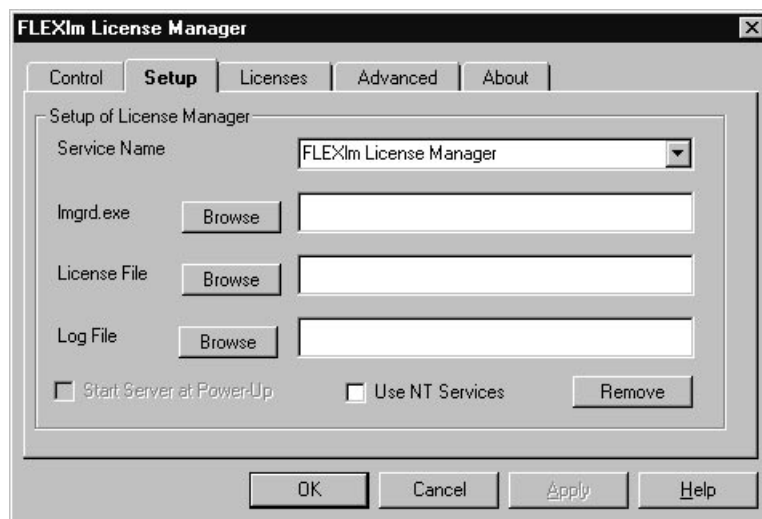 FLEXlm License Manager
Control Setup Licenses Advanced About
Setup of License Manager
Service Name FLEXlm License Manager
lmgrd.exe Browse
License File Browse
Log File Browse
Start Server at Power-Up Use NT Services Remove
OK Cancel Apply Help